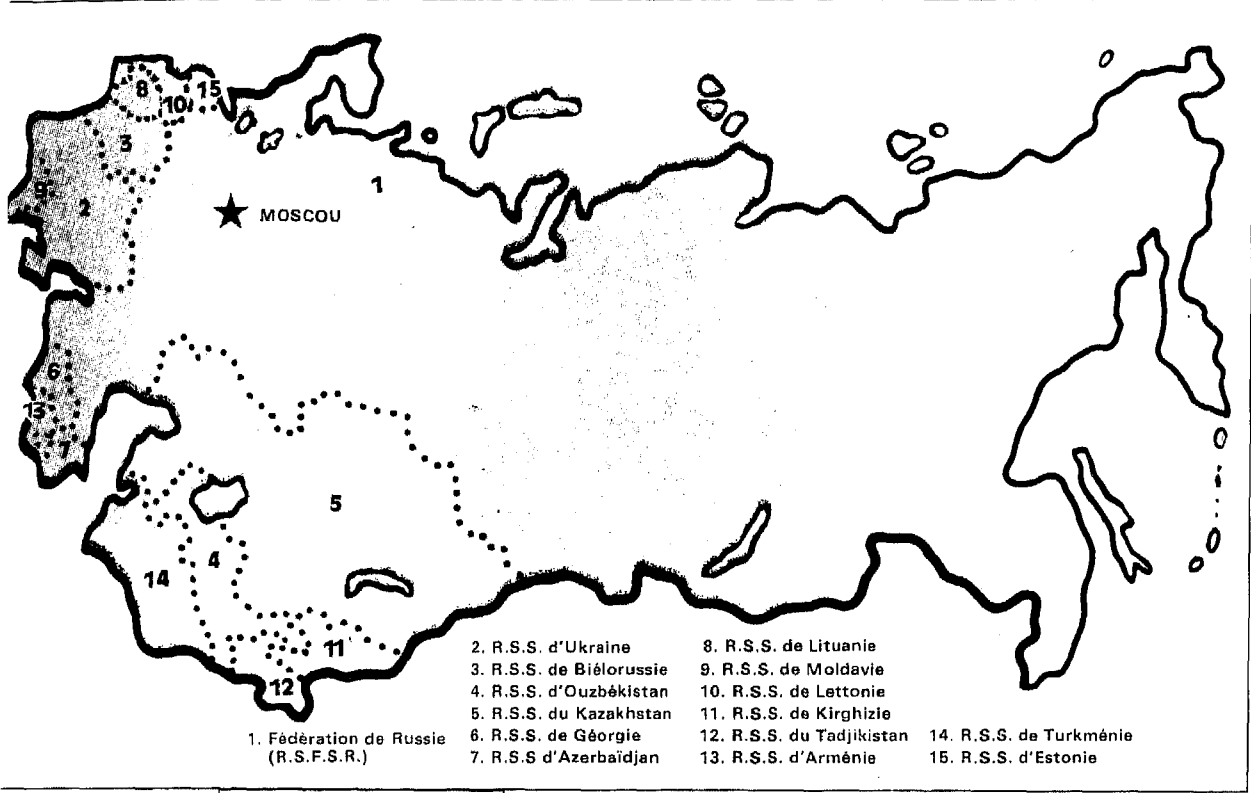 8
15
10
3
1
9
2
MOSCOU
6
13
7
5
4
14
11
12
1. Fédération de Russie
(R.S.F.S.R.)
2. R.S.S. d'Ukraine
3. R.S.S. de Biélorussie
4. R.S.S. d'Ouzbékistan
5. R.S.S. du Kazakhstan
6. R.S.S. de Géorgie
7. R.S.S d'Azerbaïdjan
8. R.S.S. de Lituanie
9. R.S.S. de Moldavie
10. R.S.S. de Lettonie
11. R.S.S. de Kirghizie
12. R.S.S. du Tadjikistan
13. R.S.S. d'Arménie
14. R.S.S. de Turkménie
15. R.S.S. d'Estonie